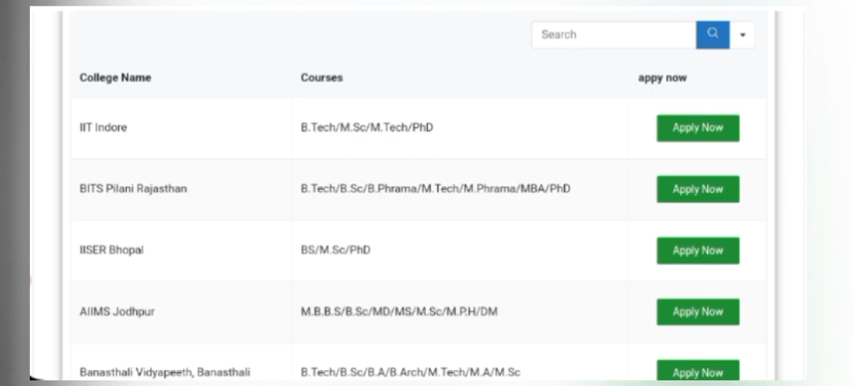 Search
College Name Courses appy now
IIT Indore B.Tech/M.Sc/M.Tech/PhD Apply Now
BITS Pilani Rajasthan B.Tech/B.Sc/B.Phrama/M.Tech/M.Phrama/MBA/PhD Apply Now
IISER Bhopal BS/M.Sc/PhD Apply Now
AIIMS Jodhpur M.B.B.S/B.Sc/MD/MS/M.Sc/M.P.H/DM Apply Now
Banasthali Vidyapeeth, Banasthali B.Tech/B.Sc/B.A/B.Arch/M.Tech/M.A/M.Sc Apply Now